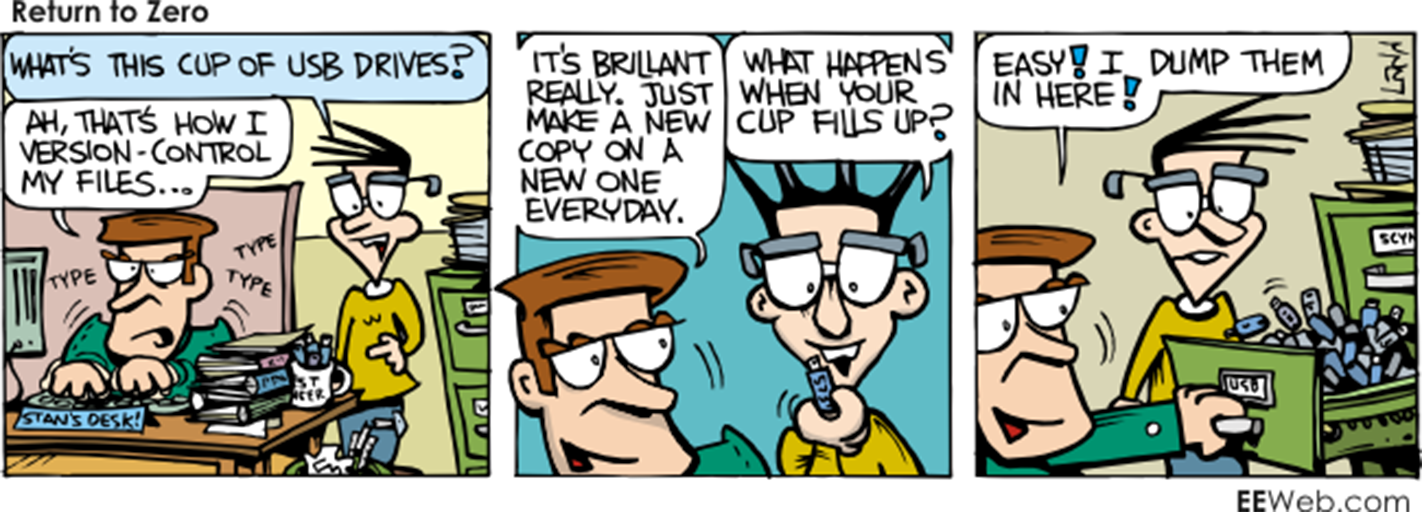 Return to Zero
WHAT'S THIS CUP OF USB DRIVES?
AH, THAT'S HOW I
VERSION-CONTROL
MY FILES...
TYPE
TYPE
TYPE
STAN'S DESK!
IT'S BRILLANT
REALLY. JUST
MAKE A NEW
COPY ON A
NEW ONE
EVERYDAY.
WHAT HAPPENS
WHEN YOUR
CUP FILLS UP?
EASY! I DUMP THEM
IN HERE!
USB
EEWeb.com